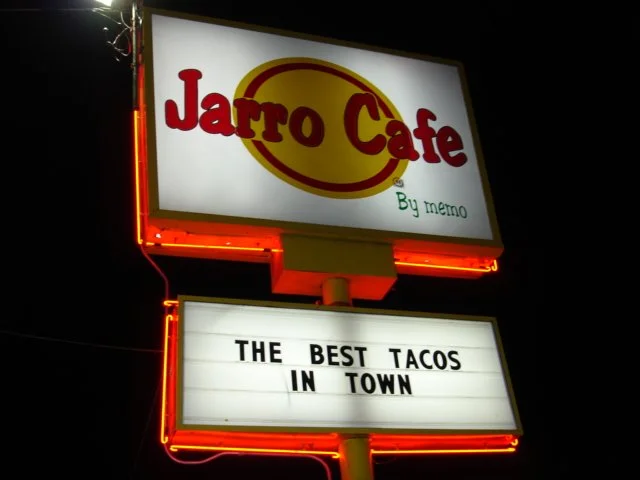 Jarro Cafe
By memo
THE BEST TACOS
IN TOWN